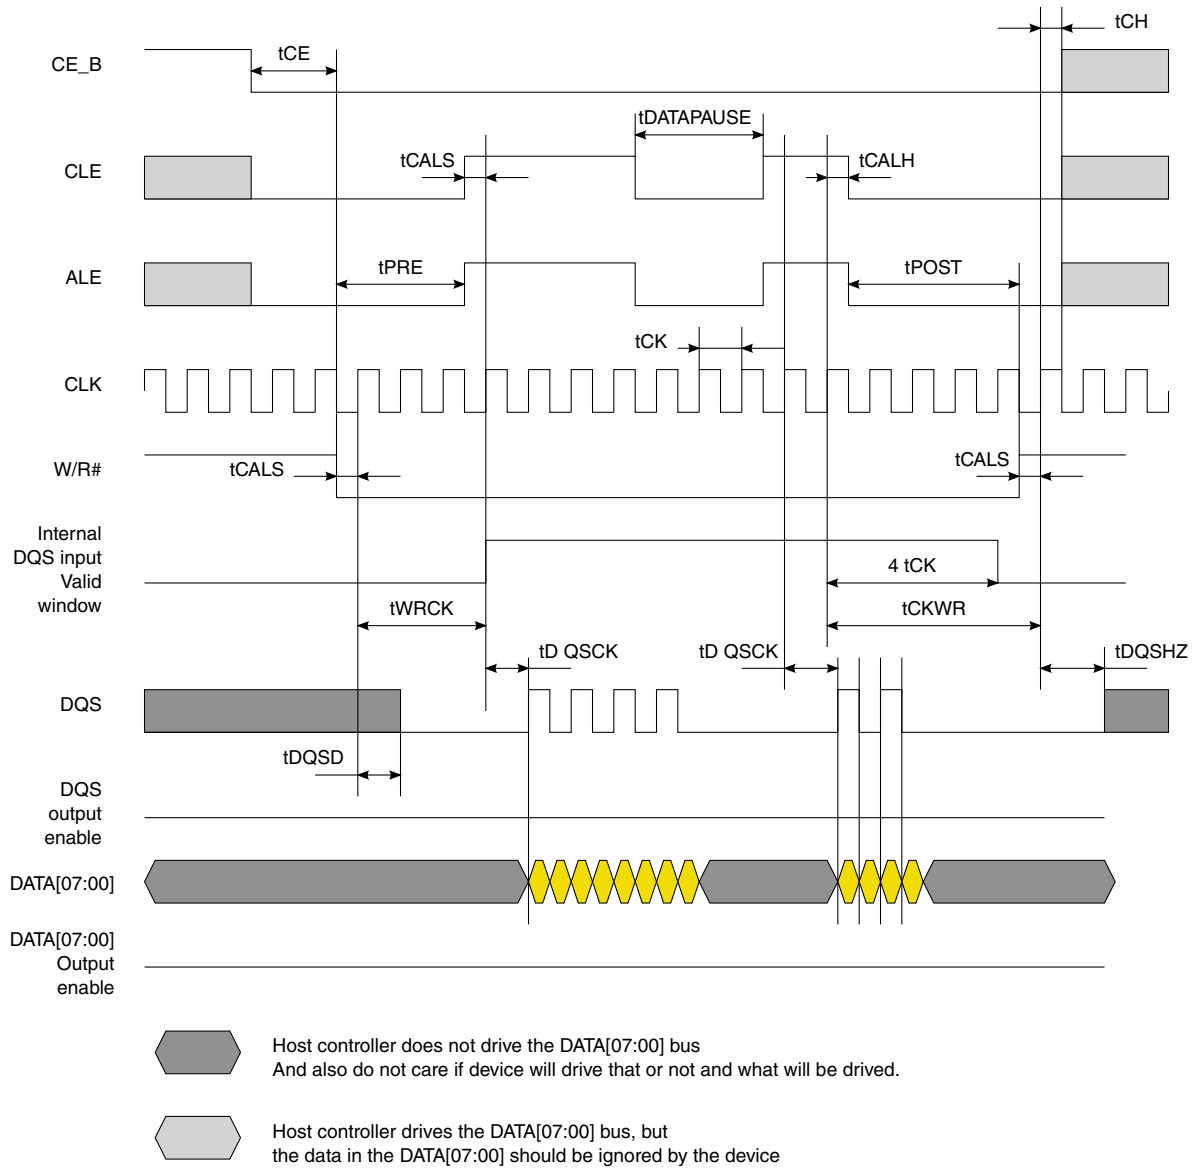 tCH
CE_B
tCE
tDATAPAUSE
CLE
tCALS
tCALH
ALE
tPRE
tPOST
tCK
CLK
W/R#
tCALS
tCALS
Internal
DQS input
Valid
window
4 tCK
tWRCK
tCKWR
tD QSCK
tD QSCK
tDQSHZ
DQS
tDQSD
DQS
output
enable
DATA[07:00]
DATA[07:00]
Output
enable
Host controller does not drive the DATA[07:00] bus
And also do not care if device will drive that or not and what will be drived.
Host controller drives the DATA[07:00] bus, but
the data in the DATA[07:00] should be ignored by the device